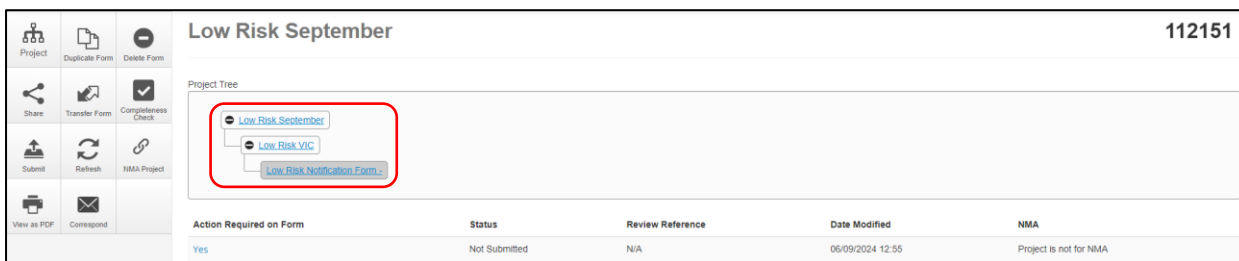 Low Risk September 112151
Project Duplicate Form Delete Form
Project Tree
Share Transfer Form Completeness Check
Low Risk September
Low Risk VIC
Low Risk Notification Form -
Submit Refresh NMA Project
View as PDF Correspond
Action Required on Form Status Review Reference Date Modified NMA
Yes Not Submitted N/A 06/09/2024 12:55 Project is not for NMA